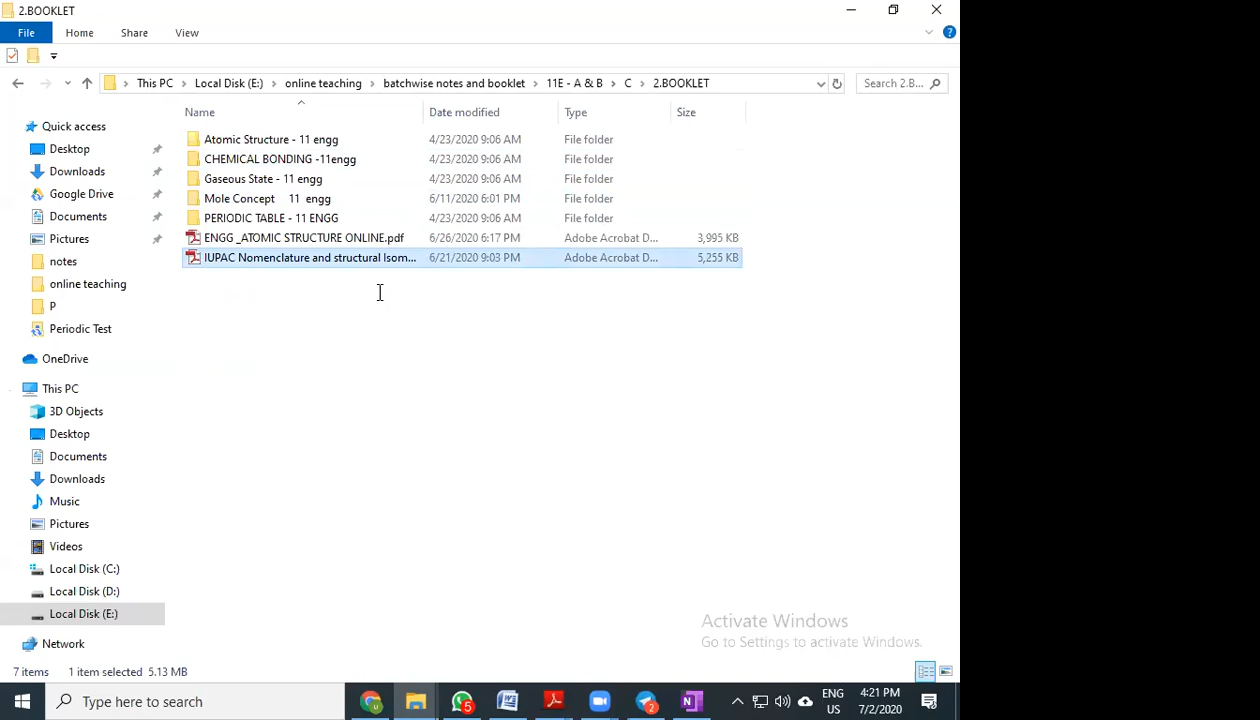 2.BOOKLET
File Home Share View
This PC Local Disk (E:) online teaching batchwise notes and booklet 11E - A & B C 2.BOOKLET Search 2.B...
Name Date modified Type Size
Quick access
Desktop
Downloads
Google Drive
Documents
Pictures
notes
online teaching
P
Periodic Test
OneDrive
This PC
3D Objects
Desktop
Documents
Downloads
Music
Pictures
Videos
Local Disk (C:)
Local Disk (D:)
Local Disk (E:)
Network
Atomic Structure - 11 engg 4/23/2020 9:06 AM File folder
CHEMICAL BONDING -11engg 4/23/2020 9:06 AM File folder
Gaseous State - 11 engg 4/23/2020 9:06 AM File folder
Mole Concept 11 engg 6/11/2020 6:01 PM File folder
PERIODIC TABLE - 11 ENGG 4/23/2020 9:06 AM File folder
ENGG _ATOMIC STRUCTURE ONLINE.pdf 6/26/2020 6:17 PM Adobe Acrobat D... 3,995 KB
IUPAC Nomenclature and structural Isom... 6/21/2020 9:03 PM Adobe Acrobat D... 5,255 KB
Activate Windows
Go to Settings to activate Windows.
7 items 1 item selected 5.13 MB
Type here to search
5
2
N
ENG
US
4:21 PM
7/2/2020